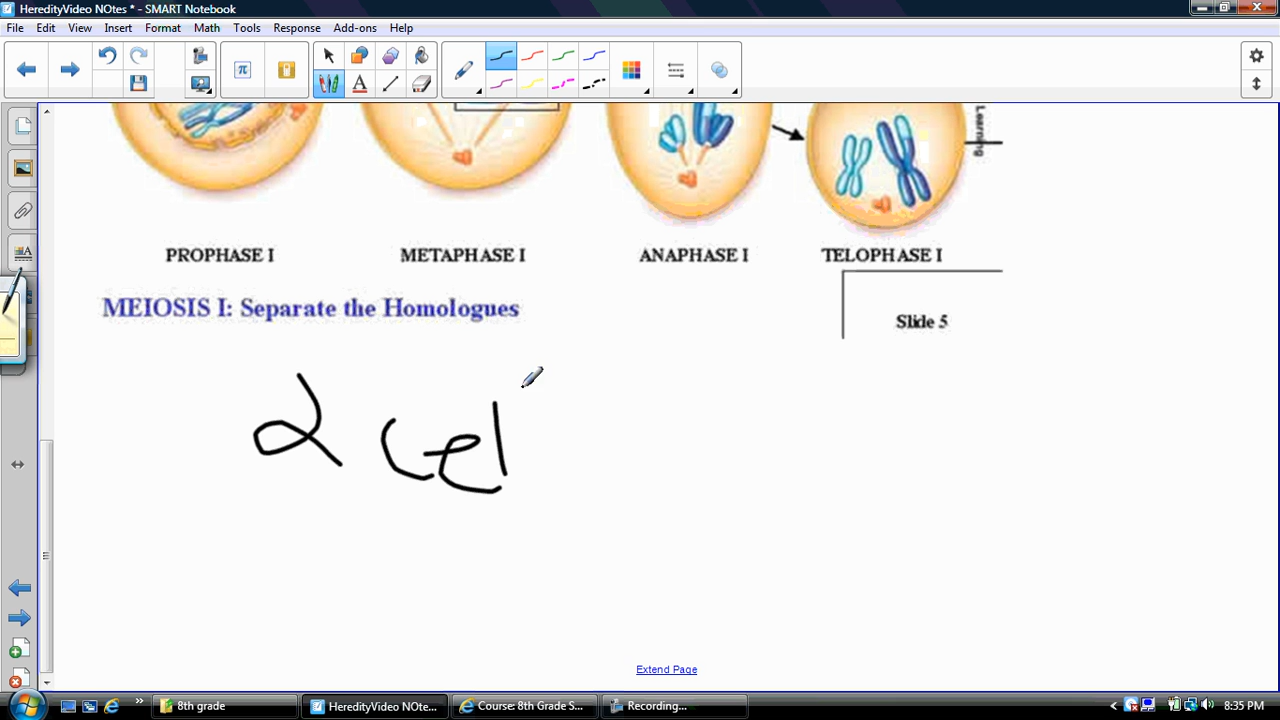 HeredityVideo NOtes * - SMART Notebook
File Edit View Insert Format Math Tools Response Add-ons Help
Learning
PROPHASE I METAPHASE I ANAPHASE I TELOPHASE I
MEIOSIS I: Separate the Homologues
Slide 5
2 cel
Extend Page
8th grade HeredityVideo NOte... Course: 8th Grade S... Recording... 8:35 PM